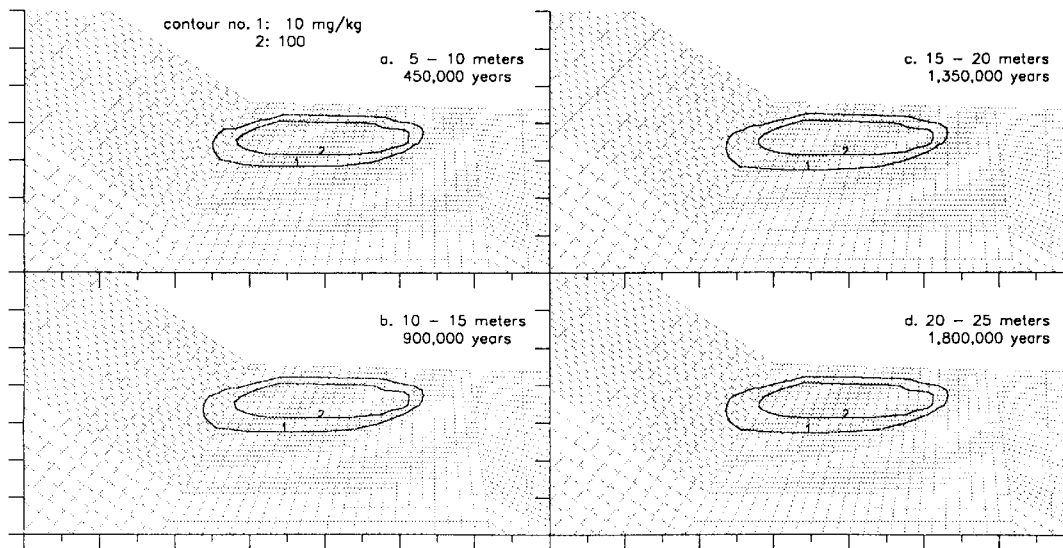 contour no. 1: 10 mg/kg
2: 100
a. 5 - 10 meters
450,000 years
2
1
c. 15 - 20 meters
1,350,000 years
2
1
b. 10 - 15 meters
900,000 years
2
1
d. 20 - 25 meters
1,800,000 years
2
1